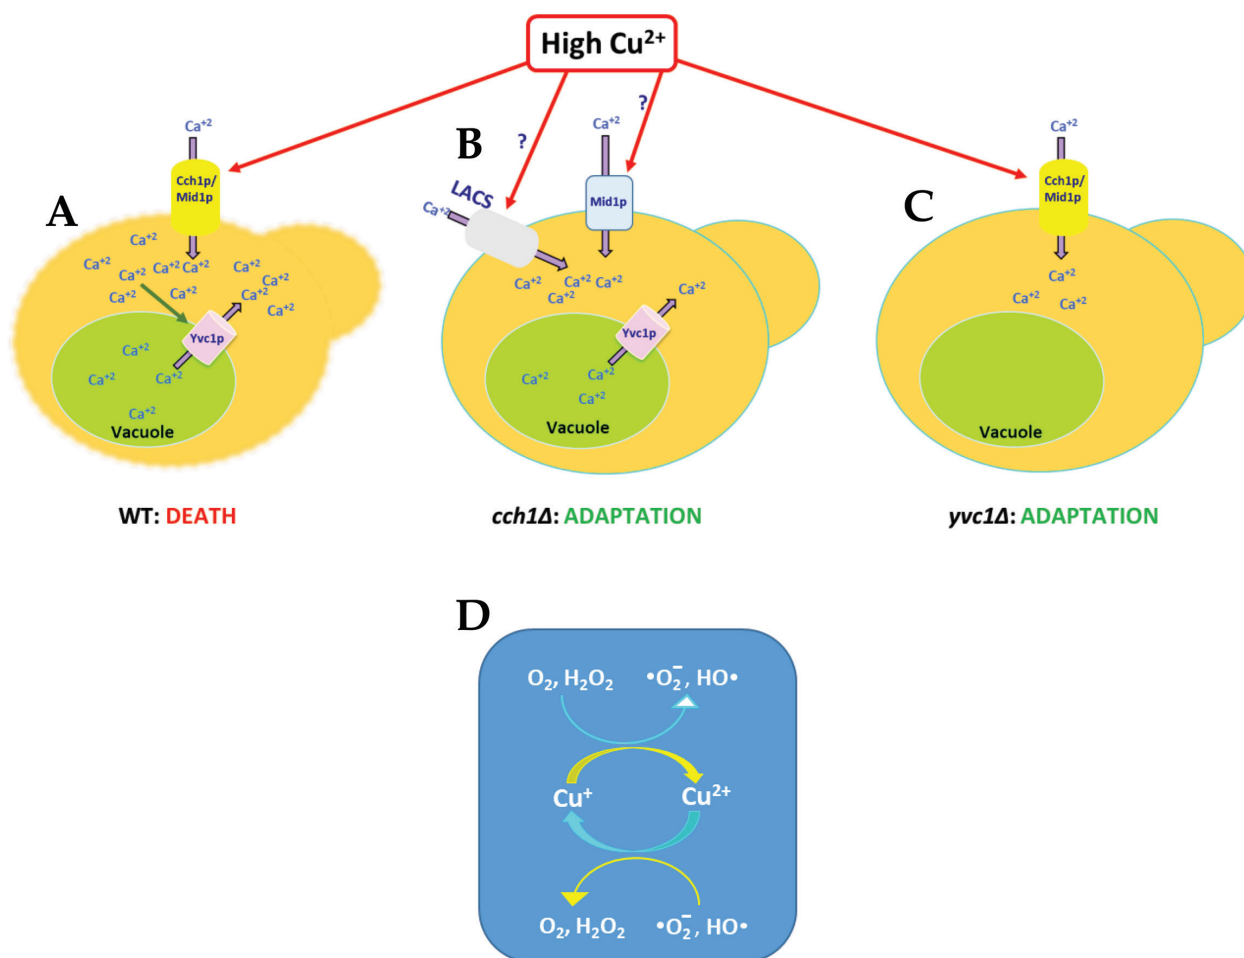 High Cu²⁺
?
?
A
Ca⁺²
Cch1p/
Mid1p
Ca⁺²
Ca⁺²
Ca⁺²
Ca⁺²
Ca⁺²
Ca⁺²
Ca⁺²
Ca⁺²
Ca⁺²
Ca⁺²
Ca⁺²
Ca⁺²
Yvc1p
Ca⁺²
Ca⁺²
Ca⁺²
Ca⁺²
Vacuole
WT: DEATH
B
Ca⁺²
LACS
Ca⁺²
Mid1p
Ca⁺²
Ca⁺²
Ca⁺²
Ca⁺²
Ca⁺²
Yvc1p
Ca⁺²
Ca⁺²
Ca⁺²
Vacuole
cch1Δ: ADAPTATION
C
Ca⁺²
Cch1p/
Mid1p
Ca⁺²
Ca⁺²
Ca⁺²
Vacuole
yvc1Δ: ADAPTATION
D
O₂, H₂O₂ •O₂⁻, HO•
Cu⁺ Cu²⁺
O₂, H₂O₂ •O₂⁻, HO•